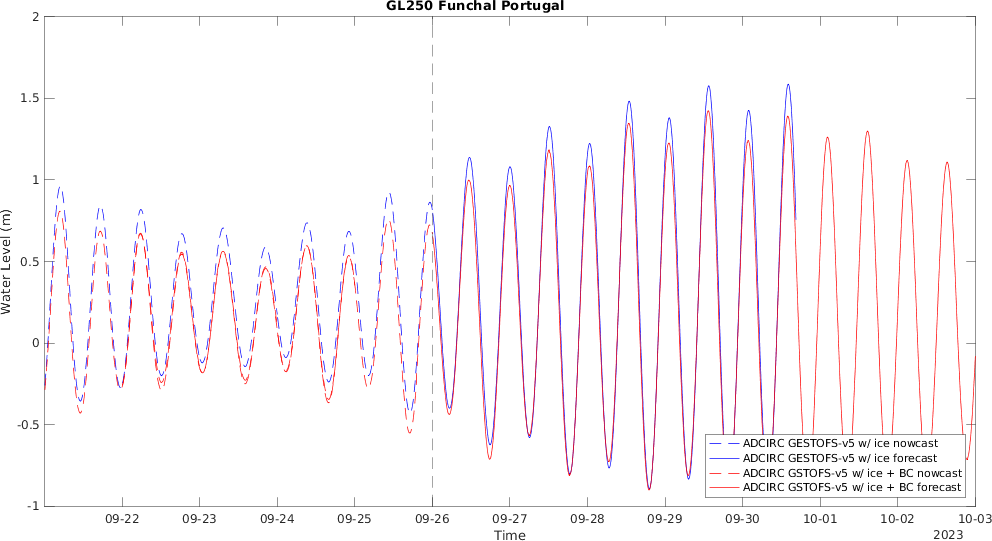 GL250 Funchal Portugal
2
1.5
1
0.5
0
-0.5
-1
Water Level (m)
ADCIRC GESTOFS-v5 w/ ice nowcast
ADCIRC GESTOFS-v5 w/ ice forecast
ADCIRC GSTOFS-v5 w/ ice + BC nowcast
ADCIRC GSTOFS-v5 w/ ice + BC forecast
09-22 09-23 09-24 09-25 09-26 09-27 09-28 09-29 09-30 10-01 10-02 10-03
Time
2023